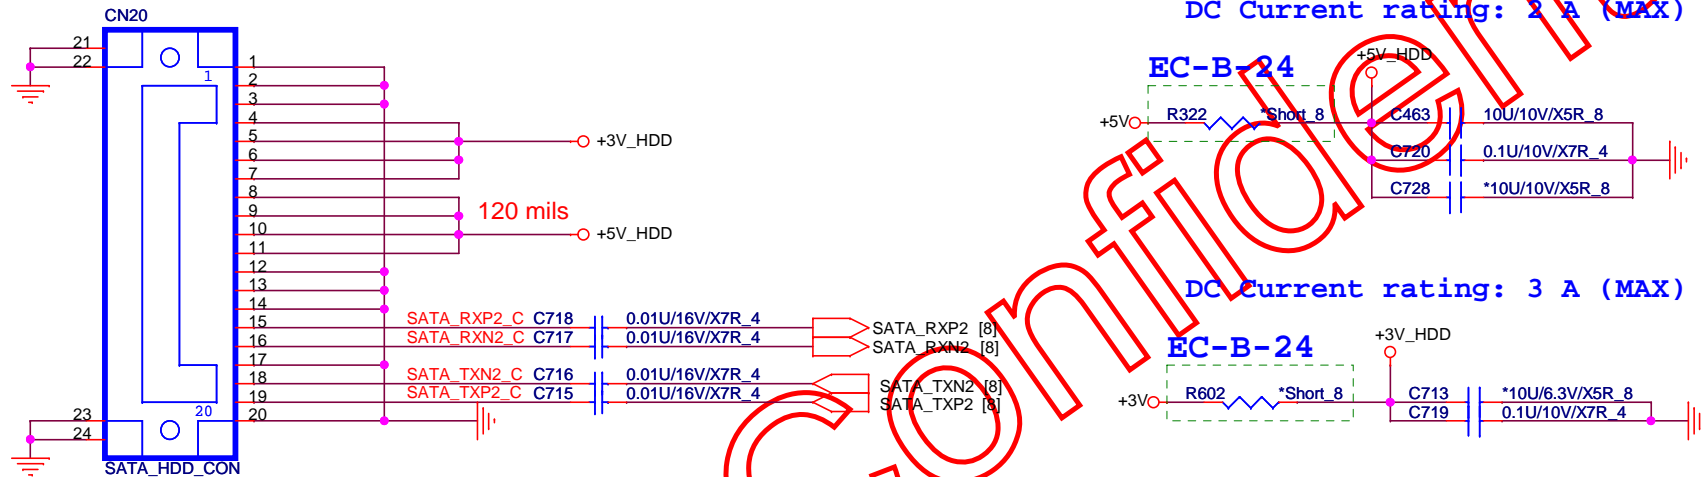 CN20
21
22
1
1
2
3
4
5
6
7
8
9
10
11
12
13
14
15
16
17
18
19
20
20
23
24
SATA_HDD_CON
+3V_HDD
120 mils
+5V_HDD
SATA_RXP2_C C718 0.01U/16V/X7R_4 SATA_RXP2 [8]
SATA_RXN2_C C717 0.01U/16V/X7R_4 SATA_RXN2 [8]
SATA_TXN2_C C716 0.01U/16V/X7R_4 SATA_TXN2 [8]
SATA_TXP2_C C715 0.01U/16V/X7R_4 SATA_TXP2 [8]
DC Current rating: 2 A (MAX)
EC-B-24
+5V_HDD
+5V R322 *Short_8 C463 10U/10V/X5R_8
C720 0.1U/10V/X7R_4
C728 *10U/10V/X5R_8
DC Current rating: 3 A (MAX)
EC-B-24
+3V_HDD
+3V R602 *Short_8 C713 *10U/6.3V/X5R_8
C719 0.1U/10V/X7R_4